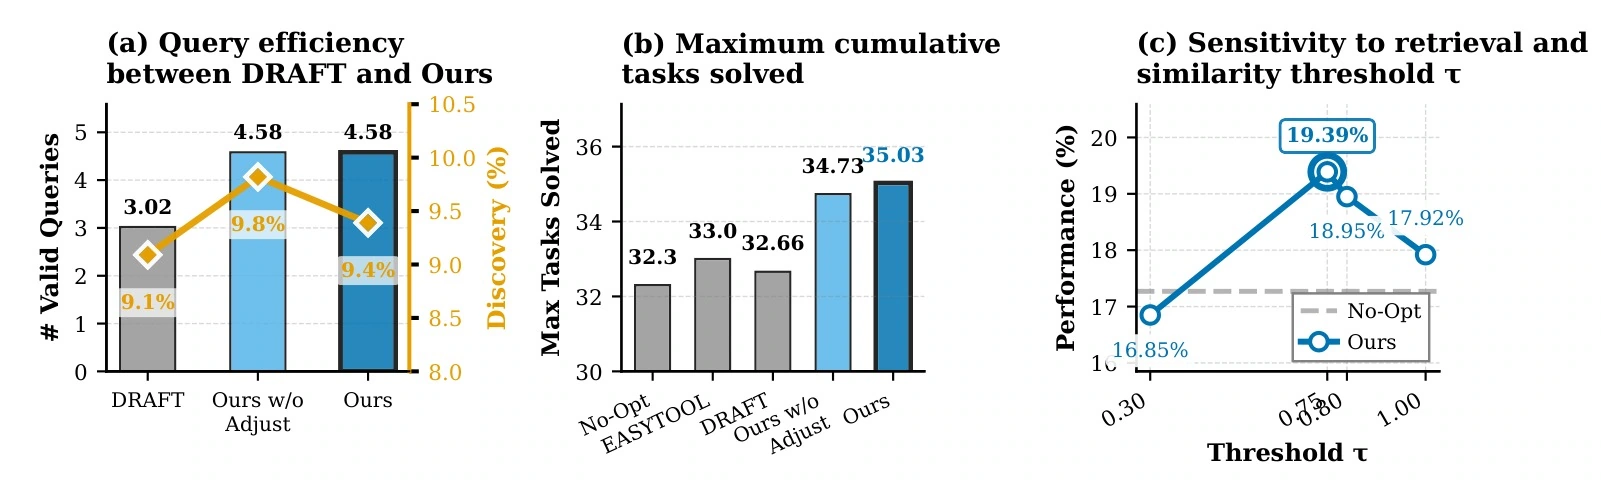 (a) Query efficiency
between DRAFT and Ours
# Valid Queries
5
4
3
2
1
0
3.02
4.58
4.58
9.1%
9.8%
9.4%
10.5
10.0
9.5
9.0
8.5
8.0
Discovery (%)
DRAFT
Ours w/o
Adjust
Ours
(b) Maximum cumulative
tasks solved
Max Tasks Solved
36
34
32
30
32.3
33.0
32.66
34.73
35.03
No-Opt
EASYTOOL
DRAFT
Ours w/o
Adjust
Ours
(c) Sensitivity to retrieval and
similarity threshold τ
Performance (%)
20
19
18
17
16
19.39%
18.95%
17.92%
16.85%
No-Opt
Ours
0.30
0.75
0.80
1.00
Threshold τ